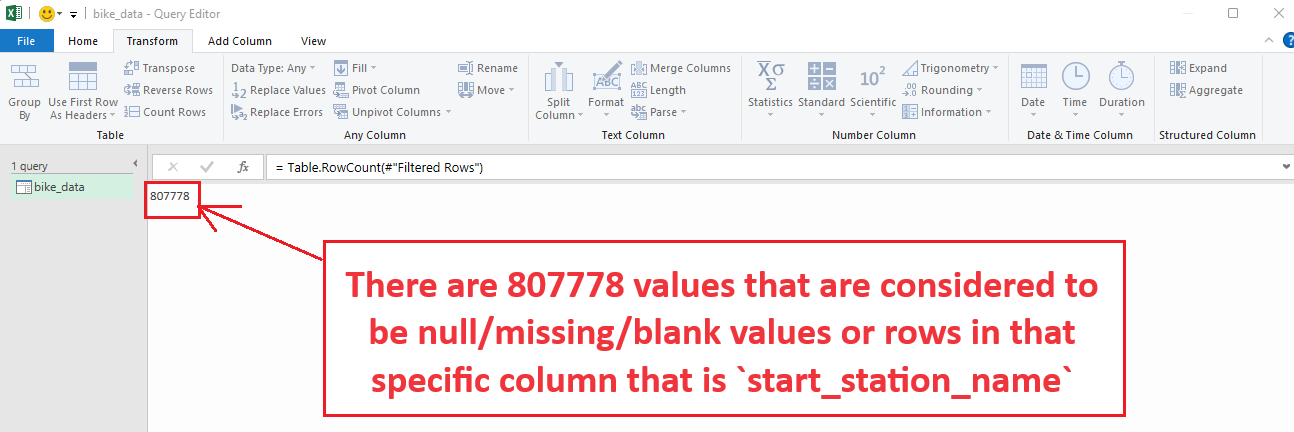 bike_data - Query Editor
File Home Transform Add Column View
Group By
Use First Row As Headers
Transpose
Reverse Rows
Count Rows
Table
Data Type: Any
Replace Values
Replace Errors
Fill
Pivot Column
Unpivot Columns
Rename
Move
Any Column
Split Column
Format
Merge Columns
Length
Parse
Text Column
Statistics
Standard
Scientific
Trigonometry
Rounding
Information
Number Column
Date
Time
Duration
Date & Time Column
Expand
Aggregate
Structured Column
1 query
bike_data
fx
= Table.RowCount(#"Filtered Rows")
807778
There are 807778 values that are considered to
be null/missing/blank values or rows in that
specific column that is `start_station_name`